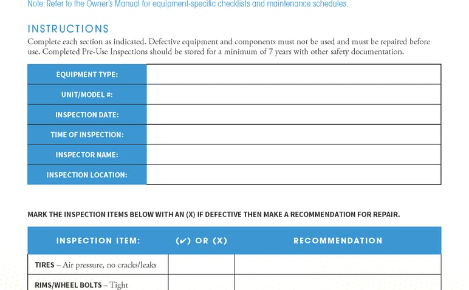 Note: Refer to the Owner's Manual for equipment-specific checklists and maintenance schedules.
INSTRUCTIONS
Complete each section as indicated. Defective equipment and components must not be used and must be repaired before
use. Completed Pre-Use Inspections should be stored for a minimum of 7 years with other safety documentation.
EQUIPMENT TYPE:
UNIT/MODEL #:
INSPECTION DATE:
TIME OF INSPECTION:
INSPECTOR NAME:
INSPECTION LOCATION:
MARK THE INSPECTION ITEMS BELOW WITH AN (X) IF DEFECTIVE THEN MAKE A RECOMMENDATION FOR REPAIR.
INSPECTION ITEM: (✓) OR (X) RECOMMENDATION
TIRES – Air pressure, no cracks/leaks
RIMS/WHEEL BOLTS – Tight